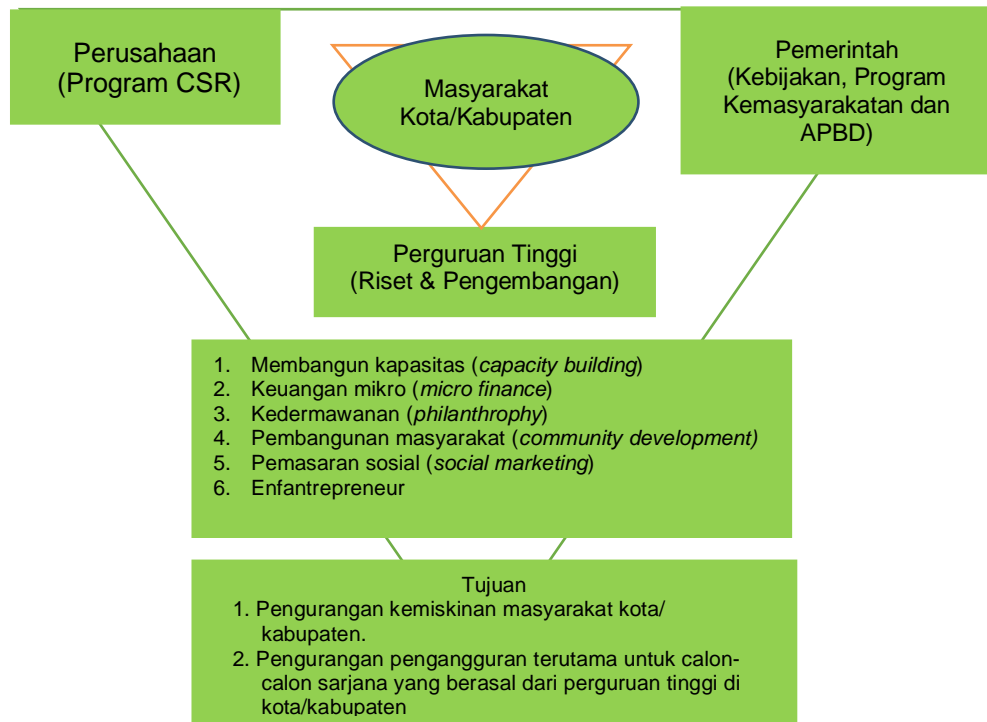 Perusahaan
(Program CSR)
Masyarakat
Kota/Kabupaten
Pemerintah
(Kebijakan, Program
Kemasyarakatan dan
APBD)
Perguruan Tinggi
(Riset & Pengembangan)
1. Membangun kapasitas (capacity building)
2. Keuangan mikro (micro finance)
3. Kedermawanan (philanthropy)
4. Pembangunan masyarakat (community development)
5. Pemasaran sosial (social marketing)
6. Enfantrepreneur
Tujuan
1. Pengurangan kemiskinan masyarakat kota/
kabupaten.
2. Pengurangan pengangguran terutama untuk calon-
calon sarjana yang berasal dari perguruan tinggi di
kota/kabupaten